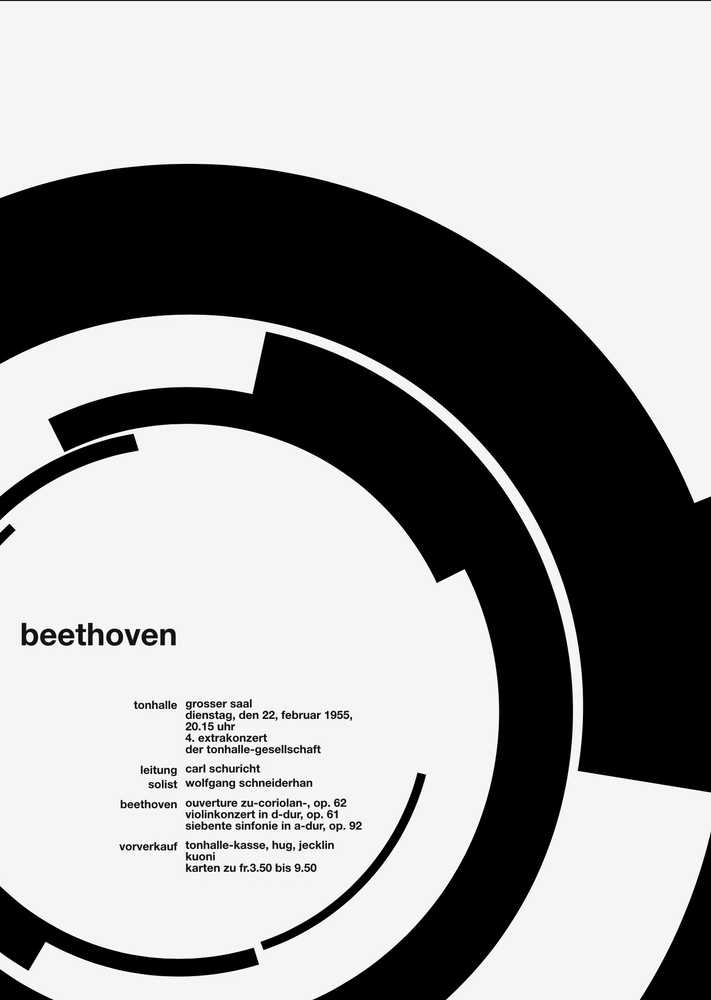 beethoven
tonhalle grosser saal
dienstag, den 22, februar 1955,
20.15 uhr
4. extrakonzert
der tonhalle-gesellschaft
leitung carl schuricht
solist wolfgang schneiderhan
beethoven ouverture zu-coriolan-, op. 62
violinkonzert in d-dur, op. 61
siebente sinfonie in a-dur, op. 92
vorverkauf tonhalle-kasse, hug, jecklin
kuoni
karten zu fr.3.50 bis 9.50